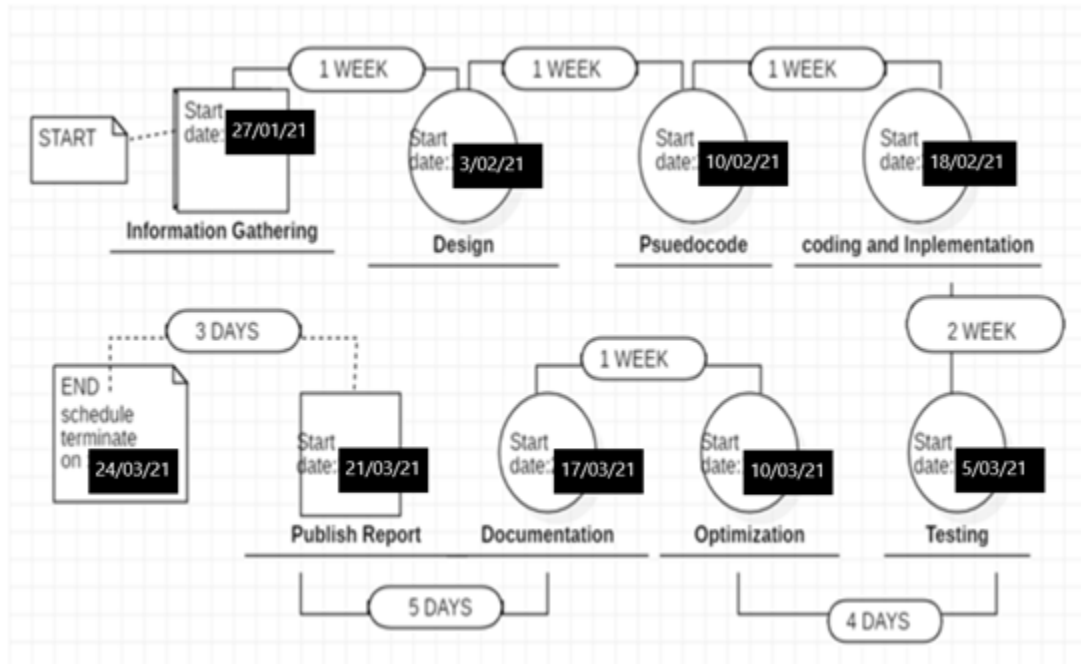 1 WEEK
1 WEEK
1 WEEK
START
Start
date:
27/01/21
Start
date:
3/02/21
Start
date:
10/02/21
Start
date:
18/02/21
Information Gathering
Design
Psuedocode
coding and Inplementation
3 DAYS
1 WEEK
2 WEEK
END
schedule
terminate
on
24/03/21
Start
date:
21/03/21
Start
date:
17/03/21
Start
date:
10/03/21
Start
date:
5/03/21
Publish Report
Documentation
Optimization
Testing
5 DAYS
4 DAYS